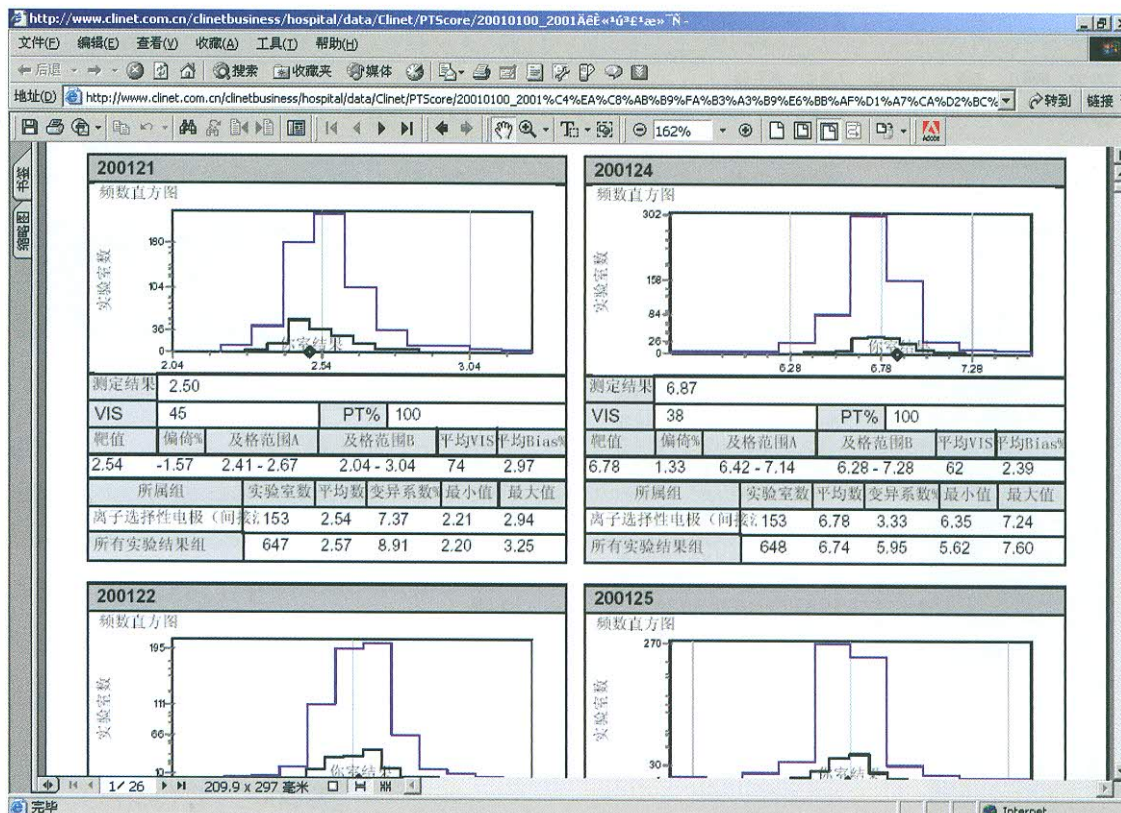 http://www.clinet.com.cn/clinetbusiness/hospital/data/Clinet/PTScore/20010100_2001ÄêÈ«¹ú³£¹æ»¯Ñ-
文件(F) 编辑(E) 查看(V) 收藏(A) 工具(T) 帮助(H)
后退 搜索 收藏夹 媒体
地址(D) http://www.clinet.com.cn/clinetbusiness/hospital/data/Clinet/PTScore/20010100_2001%C4%EA%C8%AB%B9%FA%B3%A3%B9%E6%BB%AF%D1%A7%CA%D2%BC% 转到 链接
162% Adobe
书签
缩略图
200121
频数直方图
实验室数
180
104
36
0
你室结果
2.04 2.54 3.04
测定结果 2.50
VIS 45 PT% 100
靶值 偏倚% 及格范围A 及格范围B 平均VIS 平均Bias%
2.54 -1.57 2.41 - 2.67 2.04 - 3.04 74 2.97
所属组 实验室数 平均数 变异系数% 最小值 最大值
离子选择性电极（间接法 153 2.54 7.37 2.21 2.94
所有实验结果组 647 2.57 8.91 2.20 3.25
200124
频数直方图
实验室数
302
158
84
26
0
你室结果
6.28 6.78 7.28
测定结果 6.87
VIS 38 PT% 100
靶值 偏倚% 及格范围A 及格范围B 平均VIS 平均Bias%
6.78 1.33 6.42 - 7.14 6.28 - 7.28 62 2.39
所属组 实验室数 平均数 变异系数% 最小值 最大值
离子选择性电极（间接法 153 6.78 3.33 6.35 7.24
所有实验结果组 648 6.74 5.95 5.62 7.60
200122
频数直方图
实验室数
195
111
66
10
你室结果
200125
频数直方图
实验室数
270
30
你室结果
1 / 26 209.9 x 297 毫米
完毕 Internet